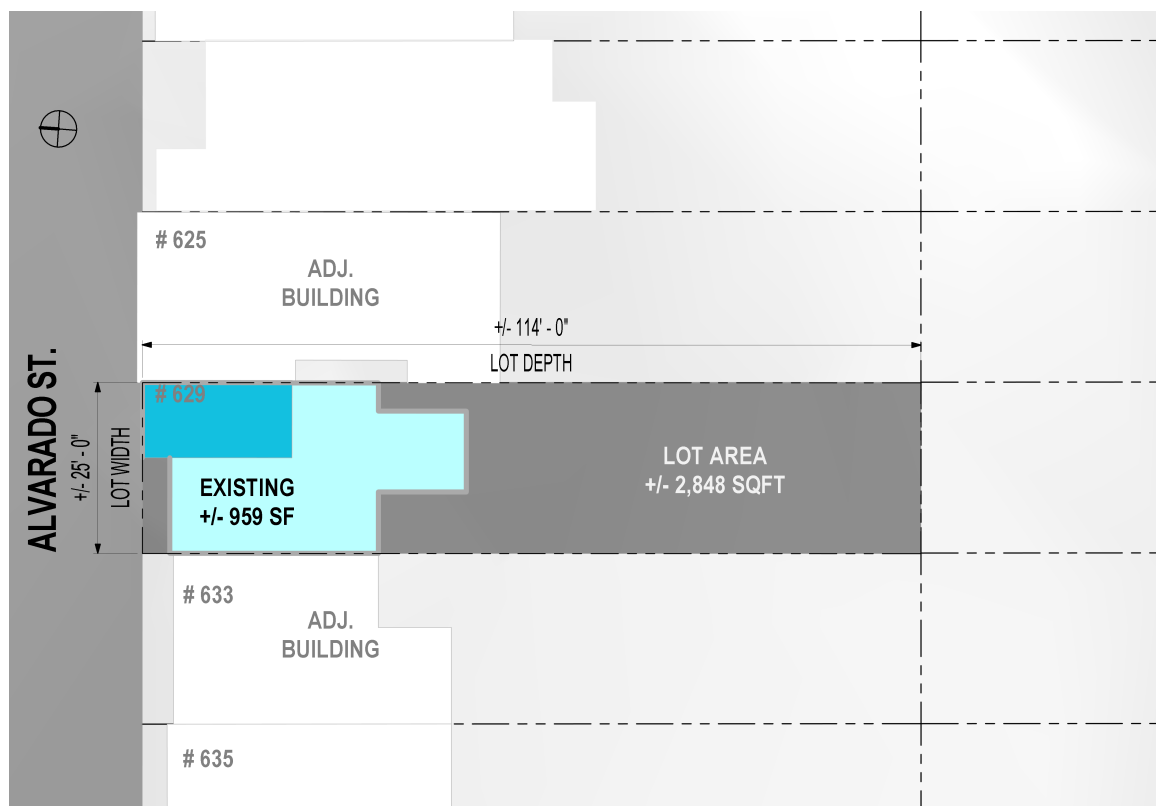 # 625
ADJ.
BUILDING
+/- 114' - 0"
LOT DEPTH
# 629
ALVARADO ST.
+/- 25' - 0"
LOT WIDTH
EXISTING
+/- 959 SF
LOT AREA
+/- 2,848 SQFT
# 633
ADJ.
BUILDING
# 635